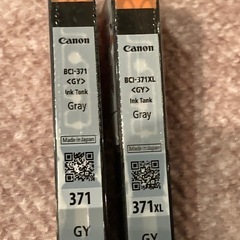 Canon
BCI-371
<GY>
Ink Tank
Gray
Made in Japan
371
GY
Canon
BCI-371XL
<GY>
Ink Tank
Gray
Made in Japan
371XL
GY